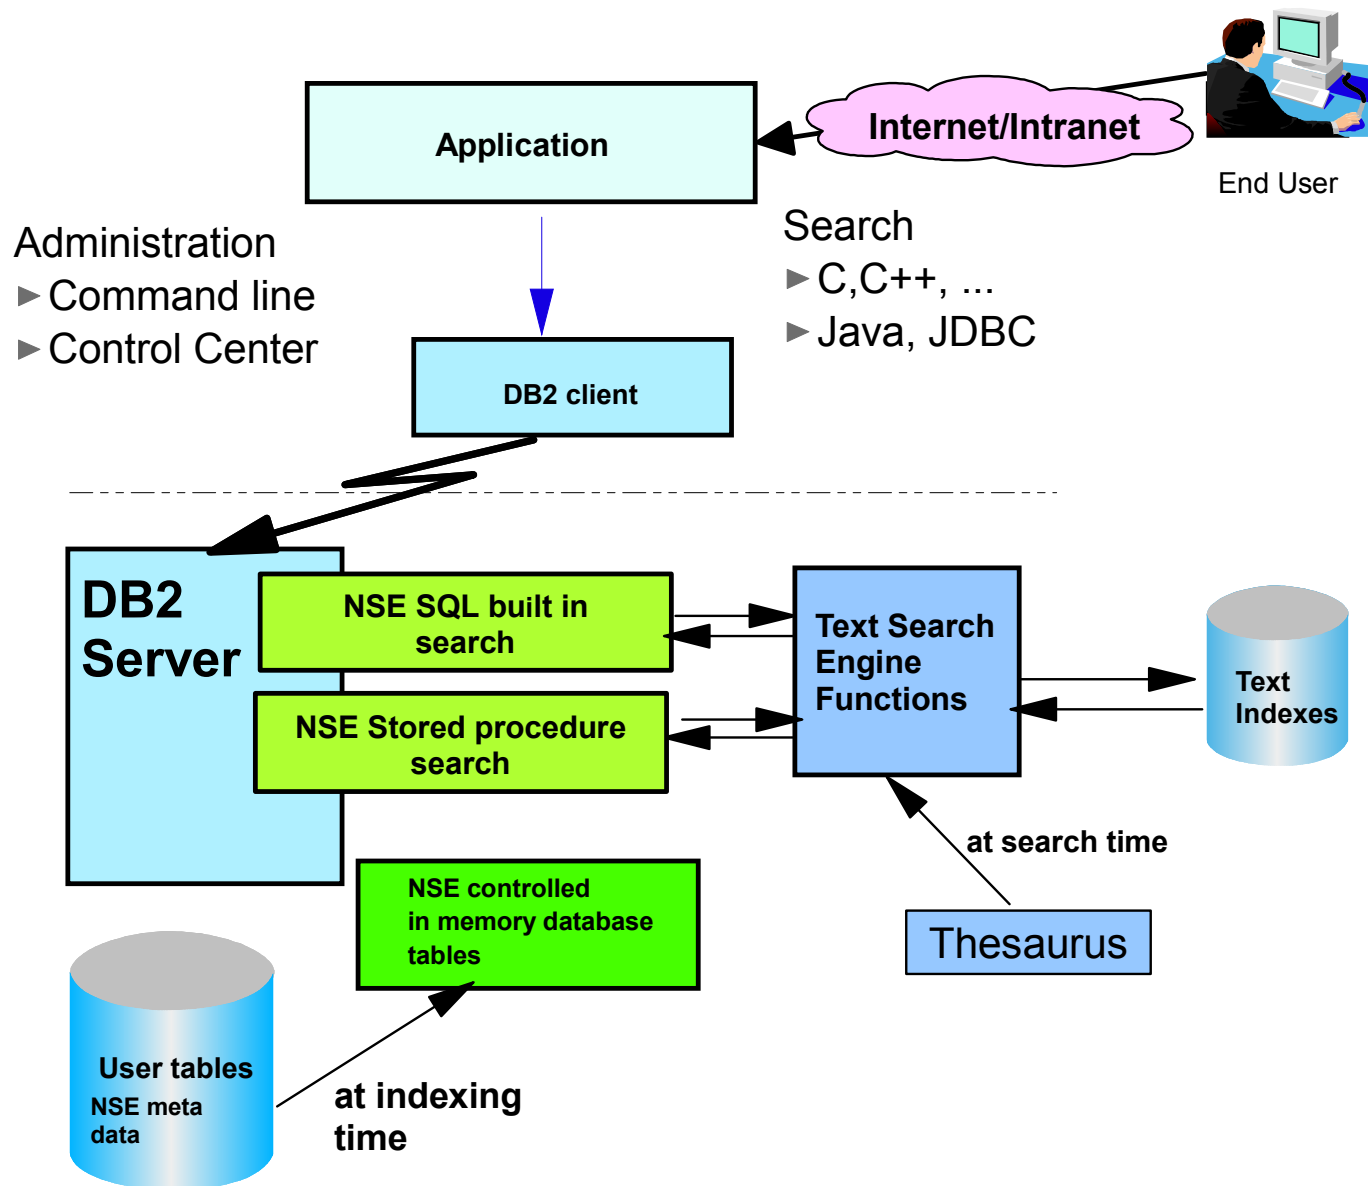 Internet/Intranet
Application
End User
Administration
Command line
Control Center
Search
C,C++, ...
Java, JDBC
DB2 client
DB2
Server
NSE SQL built in
search
NSE Stored procedure
search
Text Search
Engine
Functions
Text
Indexes
at search time
Thesaurus
NSE controlled
in memory database
tables
User tables
NSE meta
data
at indexing
time